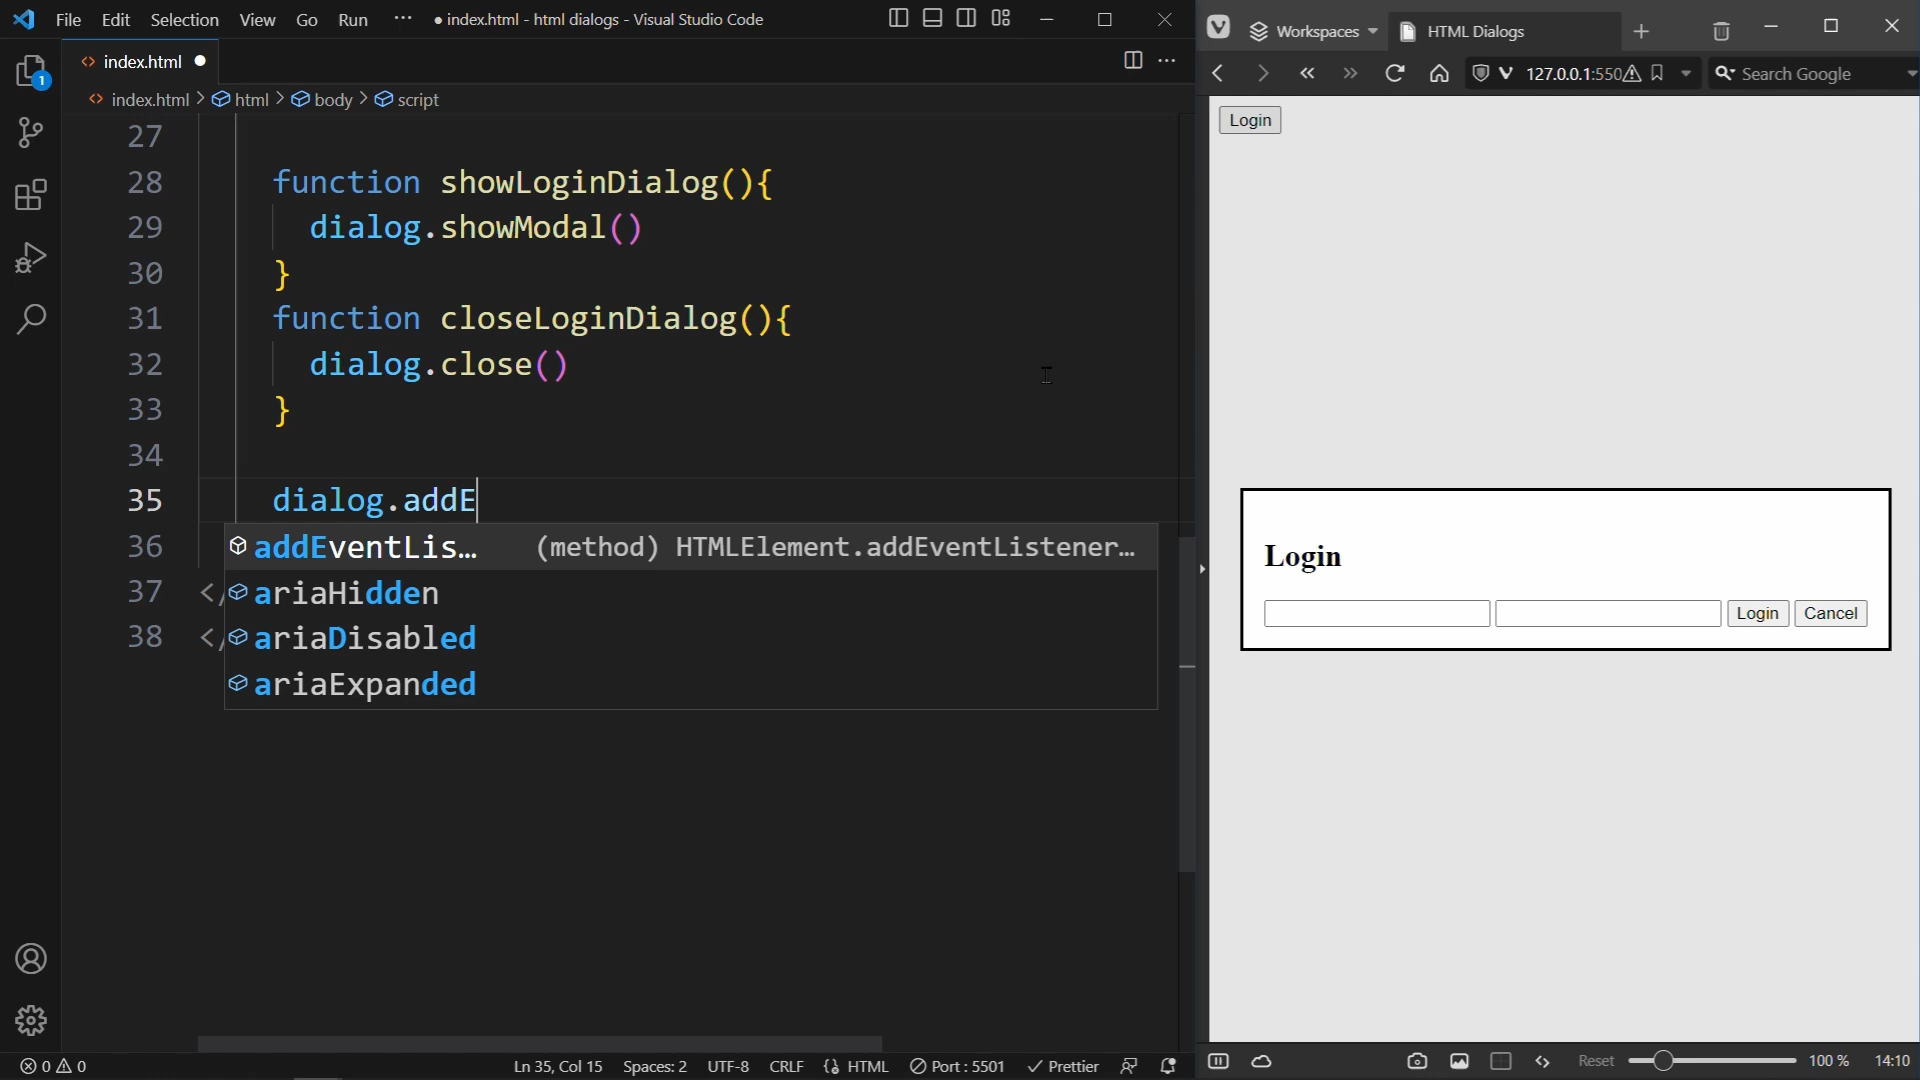 File Edit Selection View Go Run ··· ● index.html - html dialogs - Visual Studio Code
index.html
index.html > html > body > script
1
27
28 function showLoginDialog(){
29 dialog.showModal()
30 }
31 function closeLoginDialog(){
32 dialog.close()
33 }
34
35 dialog.addE
36 addEventLis… (method) HTMLElement.addEventListener…
37 </ ariaHidden
ariaDisabled
38 </
ariaExpanded
0 0 Ln 35, Col 15 Spaces: 2 UTF-8 CRLF HTML Port : 5501 Prettier
Workspaces HTML Dialogs
127.0.0.1:550 Search Google
Login
Login
Login Cancel
Reset 100 % 14:10